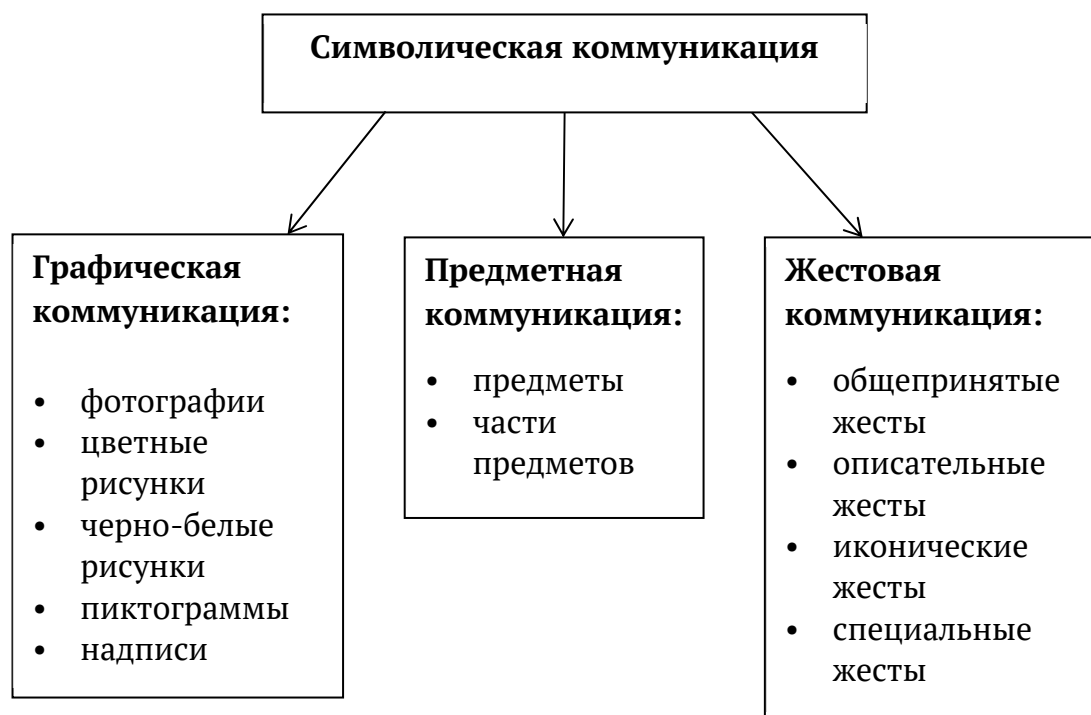 Символическая коммуникация
Графическая
коммуникация:
• фотографии
• цветные
рисунки
• черно-белые
рисунки
• пиктограммы
• надписи
Предметная
коммуникация:
• предметы
• части
предметов
Жестовая
коммуникация:
• общепринятые
жесты
• описательные
жесты
• иконические
жесты
• специальные
жесты